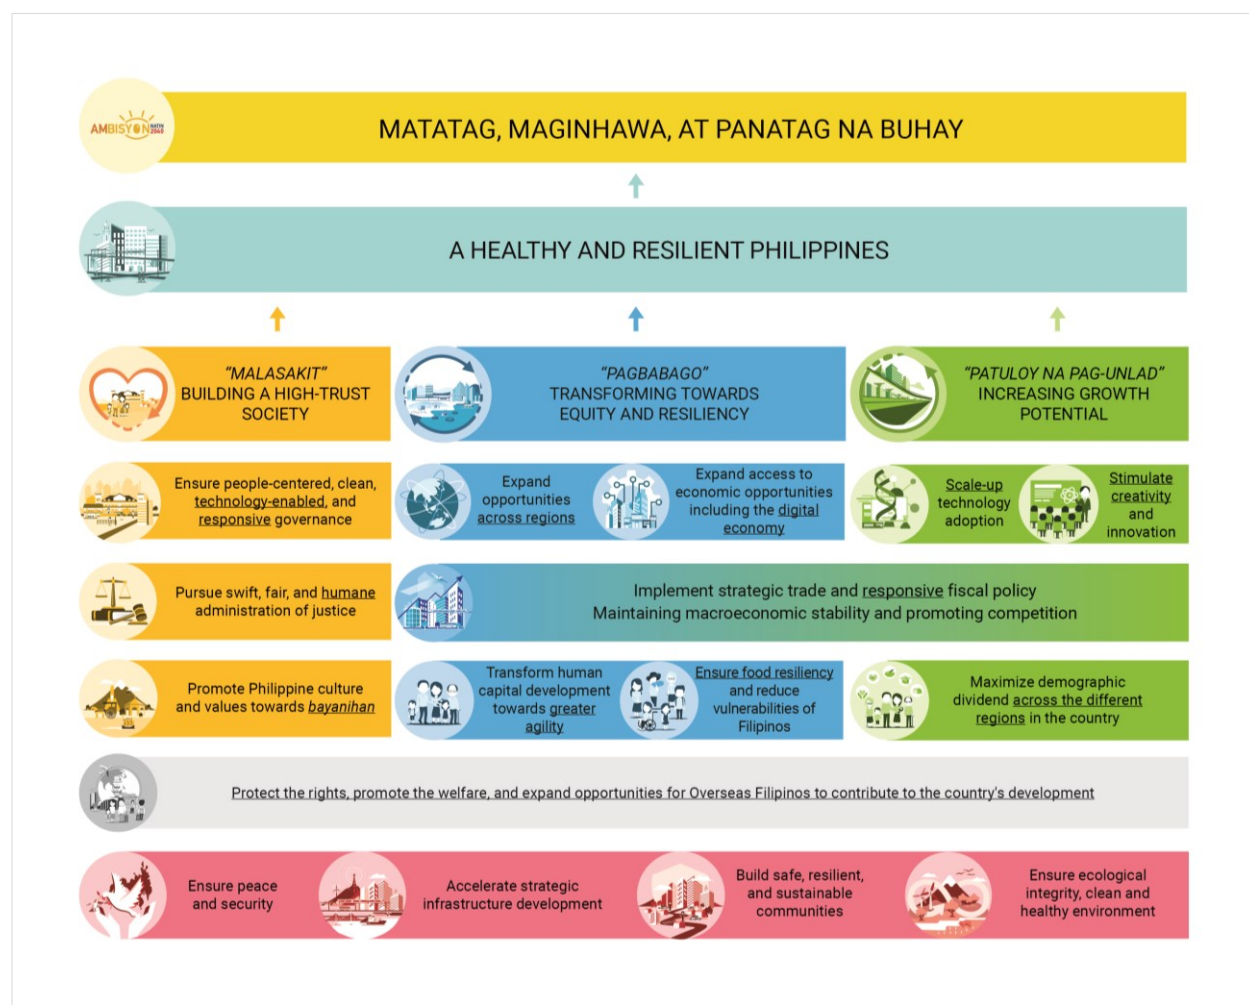 AMBISYON NATIN 2040
MATATAG, MAGINHAWA, AT PANATAG NA BUHAY
A HEALTHY AND RESILIENT PHILIPPINES
“MALASAKIT”
BUILDING A HIGH-TRUST
SOCIETY
“PAGBABAGO”
TRANSFORMING TOWARDS
EQUITY AND RESILIENCY
“PATULOY NA PAG-UNLAD”
INCREASING GROWTH
POTENTIAL
Ensure people-centered, clean,
technology-enabled, and
responsive governance
Expand
opportunities
across regions
Expand access to
economic opportunities
including the digital
economy
Scale-up
technology
adoption
Stimulate
creativity
and
innovation
Pursue swift, fair, and humane
administration of justice
Implement strategic trade and responsive fiscal policy
Maintaining macroeconomic stability and promoting competition
Promote Philippine culture
and values towards bayanihan
Transform human
capital development
towards greater
agility
Ensure food resiliency
and reduce
vulnerabilities of
Filipinos
Maximize demographic
dividend across the different
regions in the country
Protect the rights, promote the welfare, and expand opportunities for Overseas Filipinos to contribute to the country's development
Ensure peace
and security
Accelerate strategic
infrastructure development
Build safe, resilient,
and sustainable
communities
Ensure ecological
integrity, clean and
healthy environment